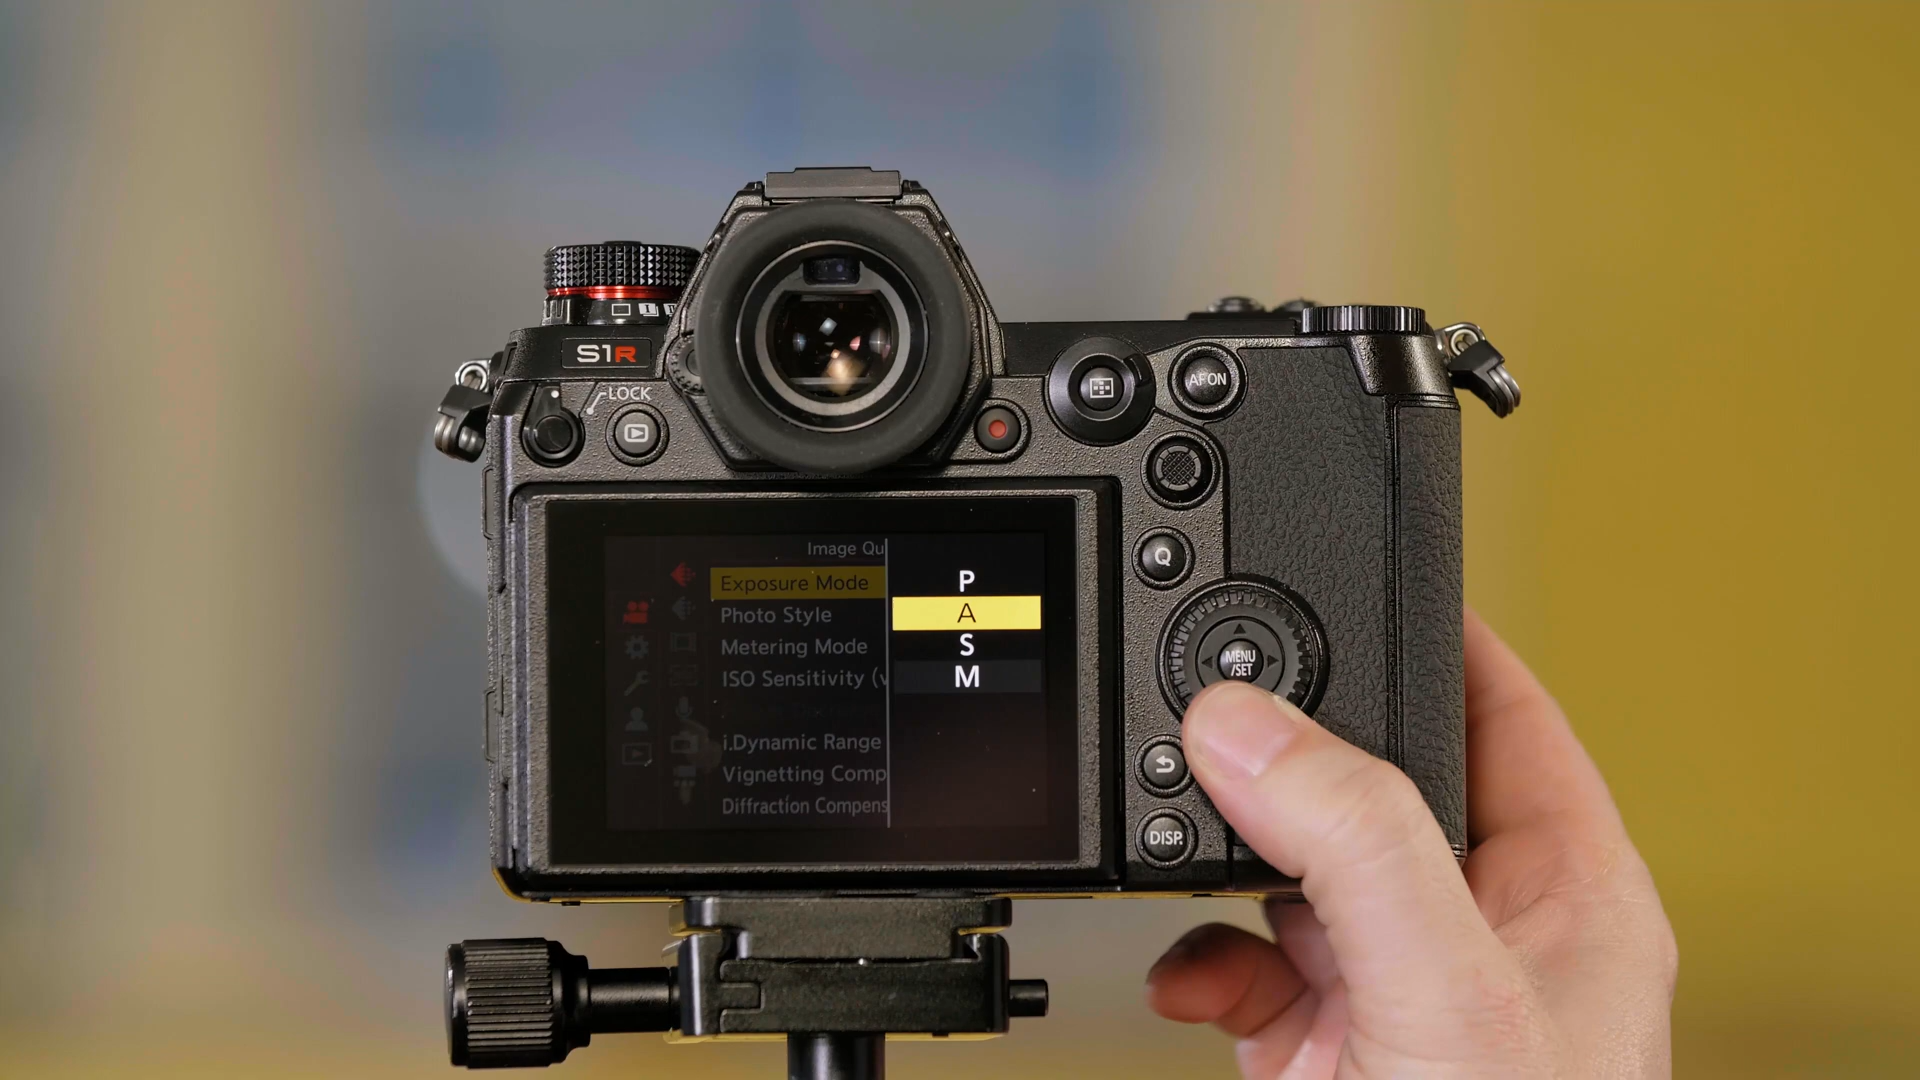 S1R
LOCK
AF ON
Q
MENU
/SET
DISP.
Image Qu
Exposure Mode
Photo Style
Metering Mode
ISO Sensitivity (v
i.Dynamic Range
Vignetting Comp
Diffraction Compens
P
A
S
M